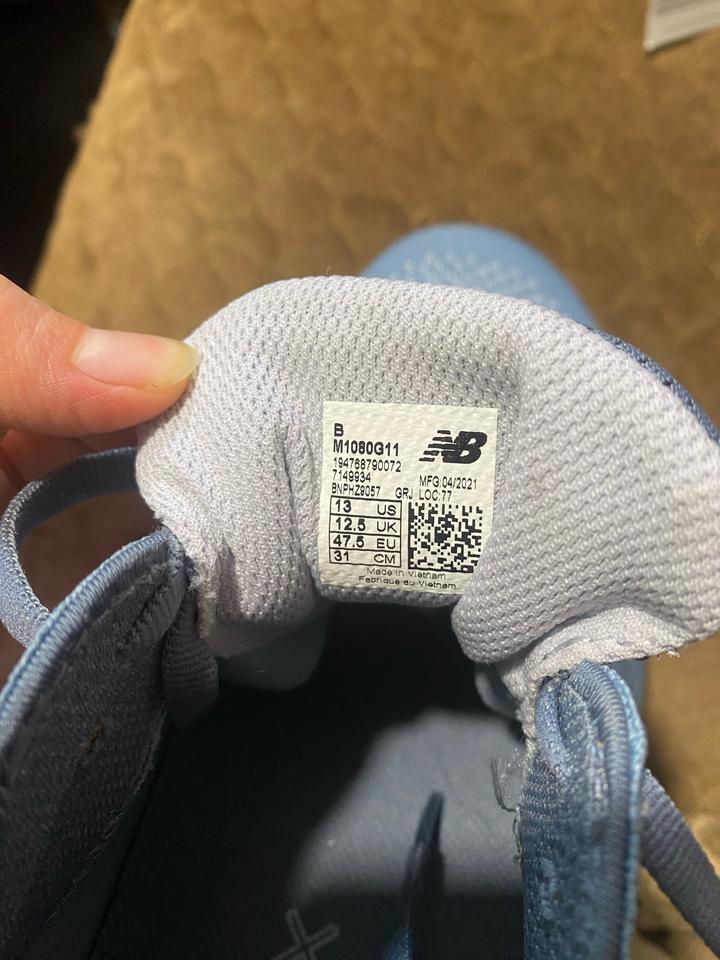 B
M1080G11
NB
194768790072
7149934 MFG:04/2021
BNPHZ9057 GRJ LOC:77
13 US
12.5 UK
47.5 EU
31 CM
Made in Vietnam
Fabriqué au Vietnam